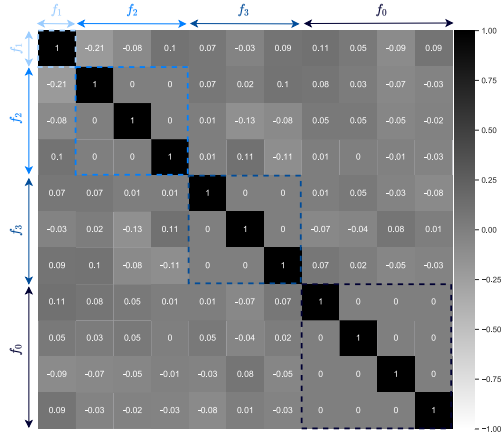 f₁ f₂ f₃ f₀
f₁ 1 -0.21 -0.08 0.1 0.07 -0.03 0.09 0.11 0.05 -0.09 0.09
-0.21 1 0 0 0.07 0.02 0.1 0.08 0.03 -0.07 -0.03
f₂ -0.08 0 1 0 0.01 -0.13 -0.08 0.05 0.05 -0.05 -0.02
0.1 0 0 1 0.01 0.11 -0.11 0.01 0 -0.01 -0.03
0.07 0.07 0.01 0.01 1 0 0 0.01 0.05 -0.03 -0.08
f₃ -0.03 0.02 -0.13 0.11 0 1 0 -0.07 -0.04 0.08 0.01
0.09 0.1 -0.08 -0.11 0 0 1 0.07 0.02 -0.05 -0.03
0.11 0.08 0.05 0.01 0.01 -0.07 0.07 1 0 0 0
f₀ 0.05 0.03 0.05 0 0.05 -0.04 0.02 0 1 0 0
-0.09 -0.07 -0.05 -0.01 -0.03 0.08 -0.05 0 0 1 0
0.09 -0.03 -0.02 -0.03 -0.08 0.01 -0.03 0 0 0 1
1.00
0.75
0.50
0.25
0.00
−0.25
−0.50
−0.75
−1.00